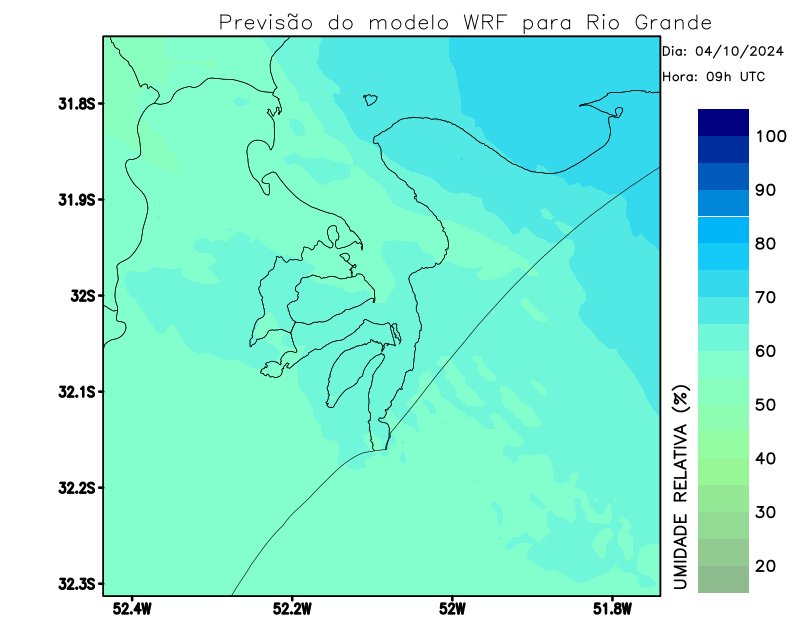 Previsão do modelo WRF para Rio Grande
Dia: 04/10/2024
Hora: 09h UTC
31.8S
31.9S
32S
32.1S
32.2S
32.3S
52.4W
52.2W
52W
51.8W
100
90
80
70
60
50
40
30
20
UMIDADE RELATIVA (%)